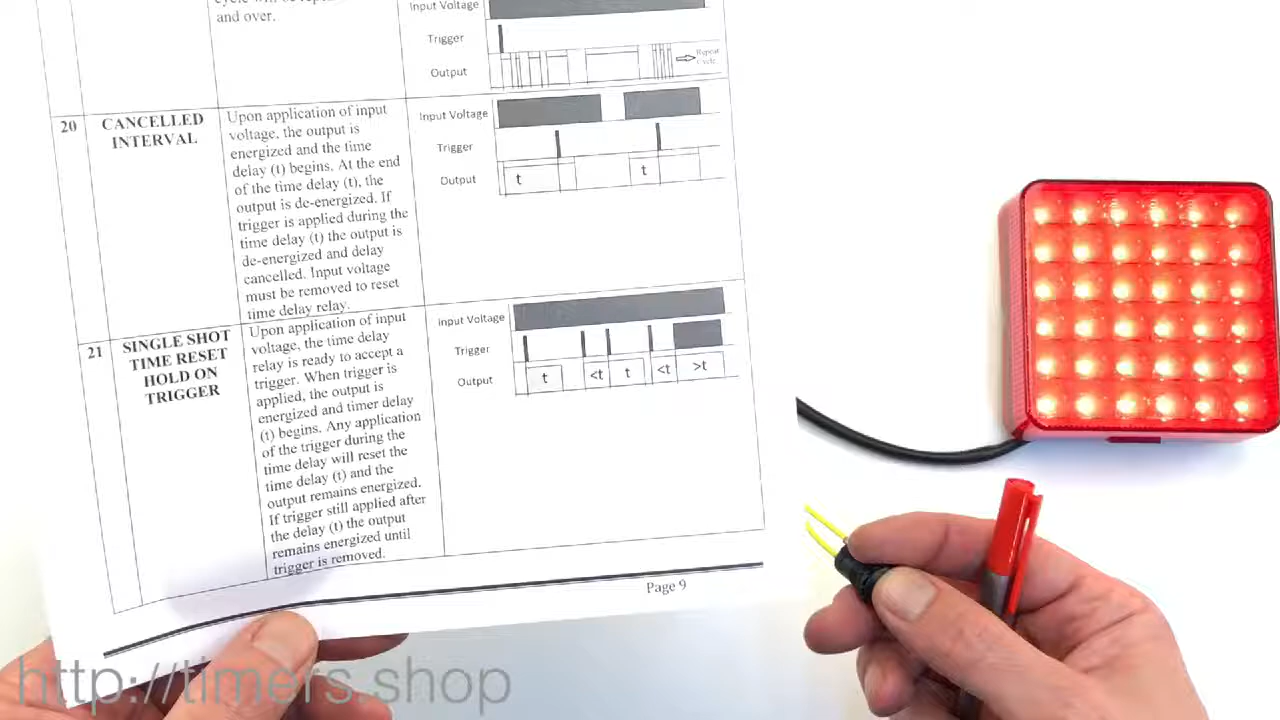 cycle will be
and over.
Input Voltage
Trigger
Output
Repeat
Cycle
20
CANCELLED
INTERVAL
Upon application of input
voltage, the output is
energized and the time
delay (t) begins. At the end
of the time delay (t), the
output is de-energized. If
trigger is applied during the
time delay (t) the output is
de-energized and delay
cancelled. Input voltage
must be removed to reset
time delay relay.
Input Voltage
Trigger
Output
t
t
21
SINGLE SHOT
TIME RESET
HOLD ON
TRIGGER
Upon application of input
voltage, the time delay
relay is ready to accept a
trigger. When trigger is
applied, the output is
energized and timer delay
(t) begins. Any application
of the trigger during the
time delay will reset the
time delay (t) and the
output remains energized.
If trigger still applied after
the delay (t) the output
remains energized until
trigger is removed.
Input Voltage
Trigger
Output
t
<t
t
<t
>t
Page 9
http://timers.shop